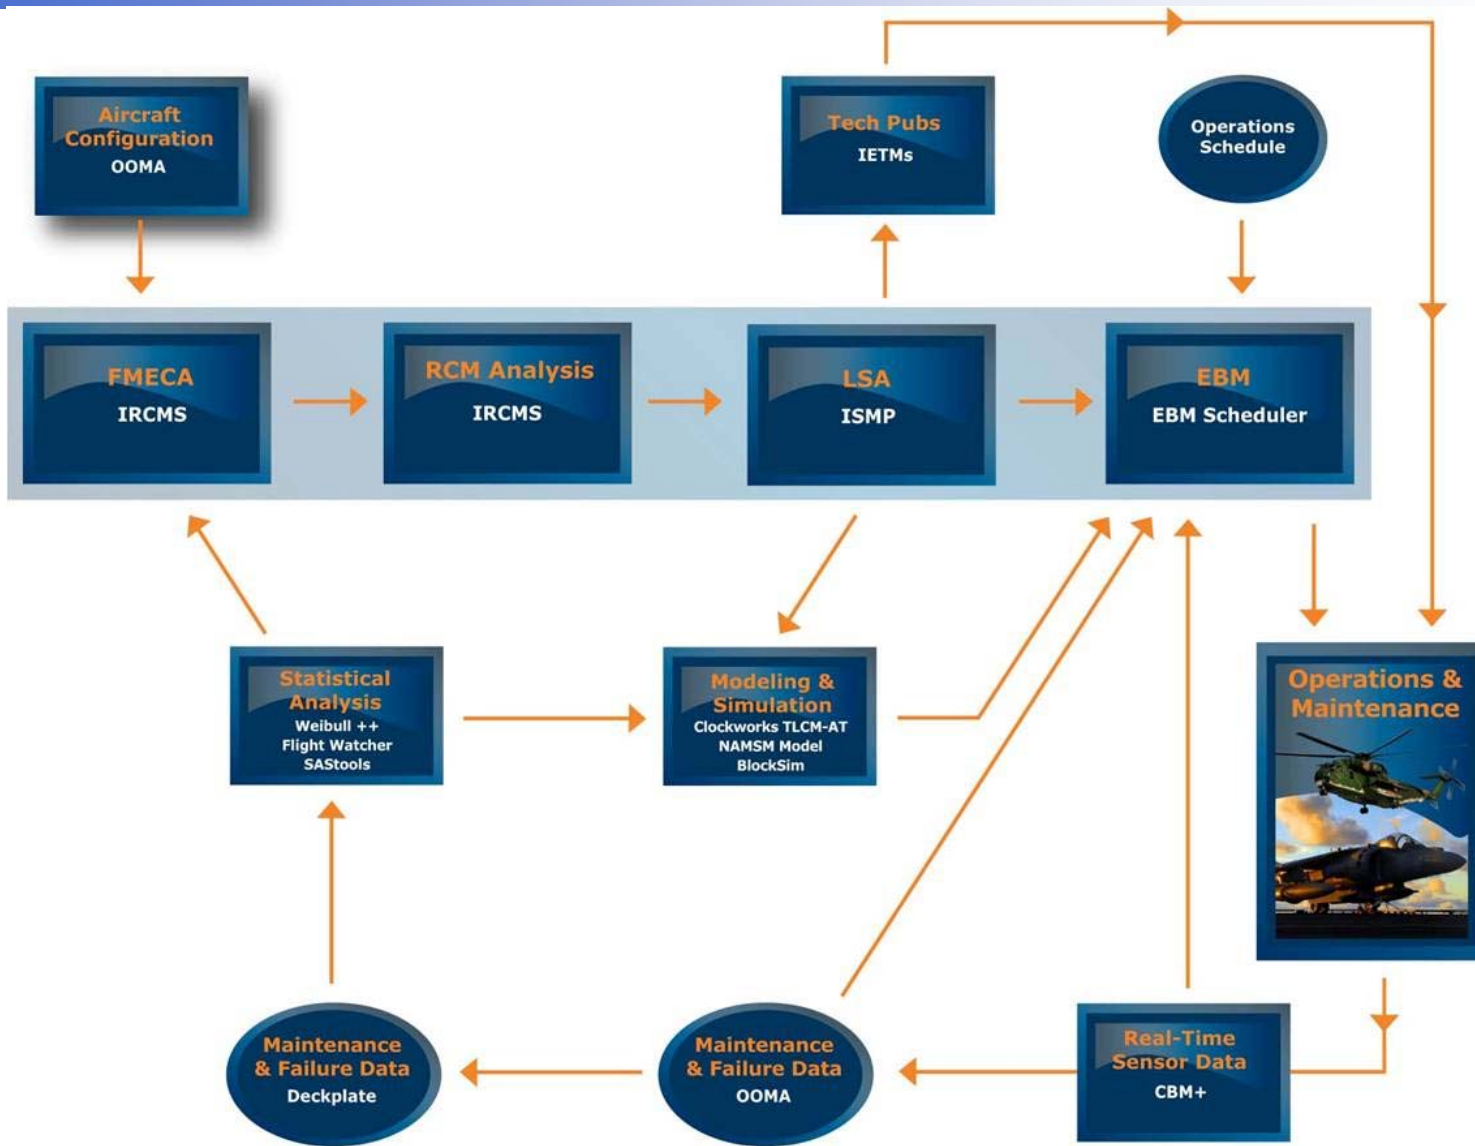 Aircraft
Configuration
OOMA
Tech Pubs
IETMs
Operations
Schedule
FMECA
IRCMS
RCM Analysis
IRCMS
LSA
ISMP
EBM
EBM Scheduler
Statistical
Analysis
Weibull ++
Flight Watcher
SAStools
Modeling &
Simulation
Clockworks TLCM-AT
NAMSM Model
BlockSim
Operations &
Maintenance
Maintenance
& Failure Data
Deckplate
Maintenance
& Failure Data
OOMA
Real-Time
Sensor Data
CBM+